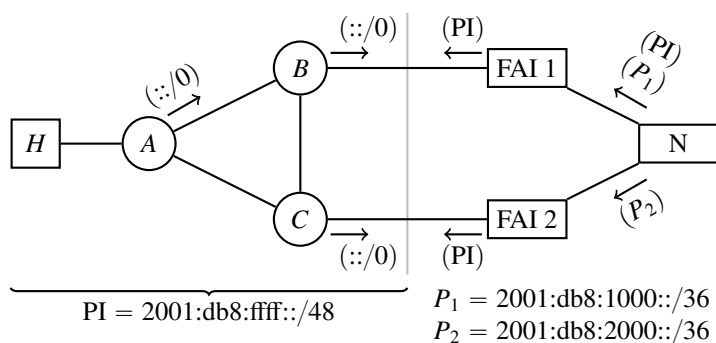 (::/0)
(PI)
B
FAI 1
(PI)
(P₁)
(::/0)
H
A
N
C
FAI 2
(P₂)
(::/0)
(PI)
PI = 2001:db8:ffff::/48
P₁ = 2001:db8:1000::/36
P₂ = 2001:db8:2000::/36